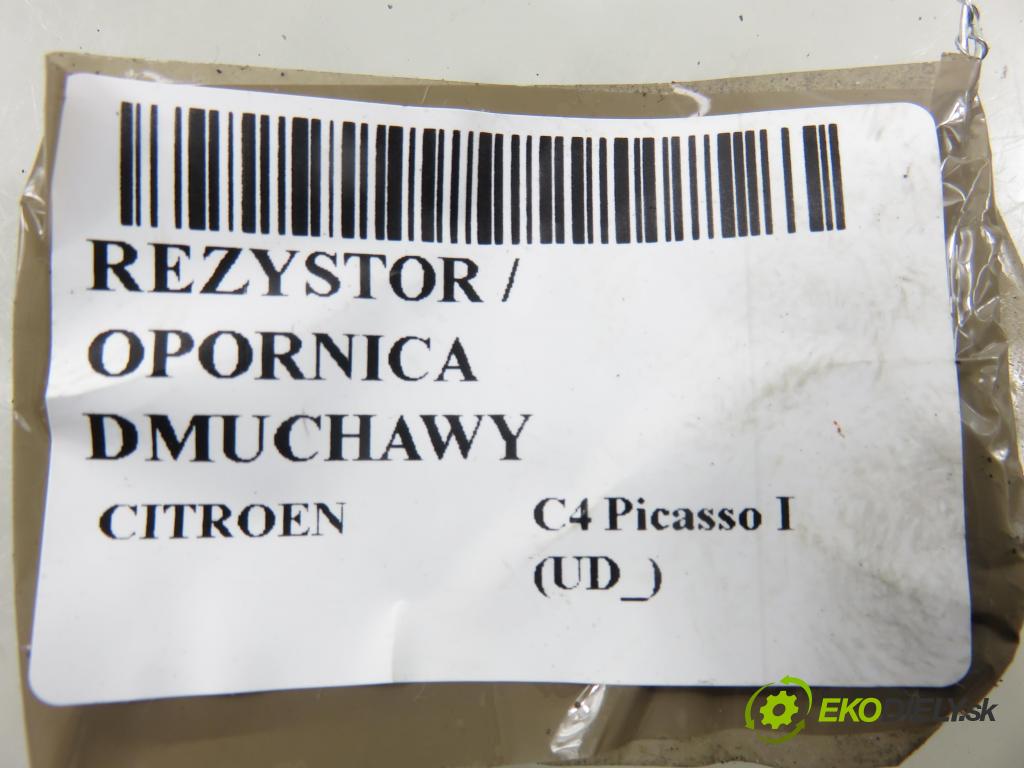 REZYSTOR /
OPORNICA
DMUCHAWY
CITROEN C4 Picasso I
(UD_)
EKODIELY.sk